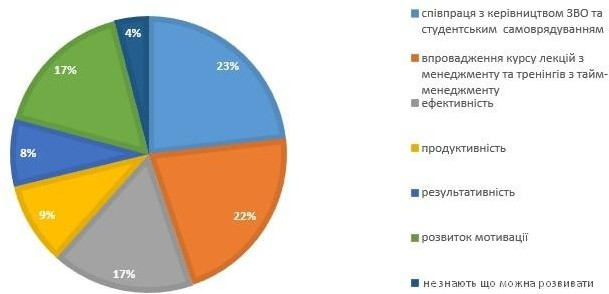 4%
23%
17%
8%
9%
22%
17%
співпраця з керівництвом ЗВО та
студентським самоврядуванням
впровадження курсу лекцій з
менеджменту та тренінгів з тайм-
менеджменту
ефективність
продуктивність
результативність
розвиток мотивації
не знають що можна розвивати